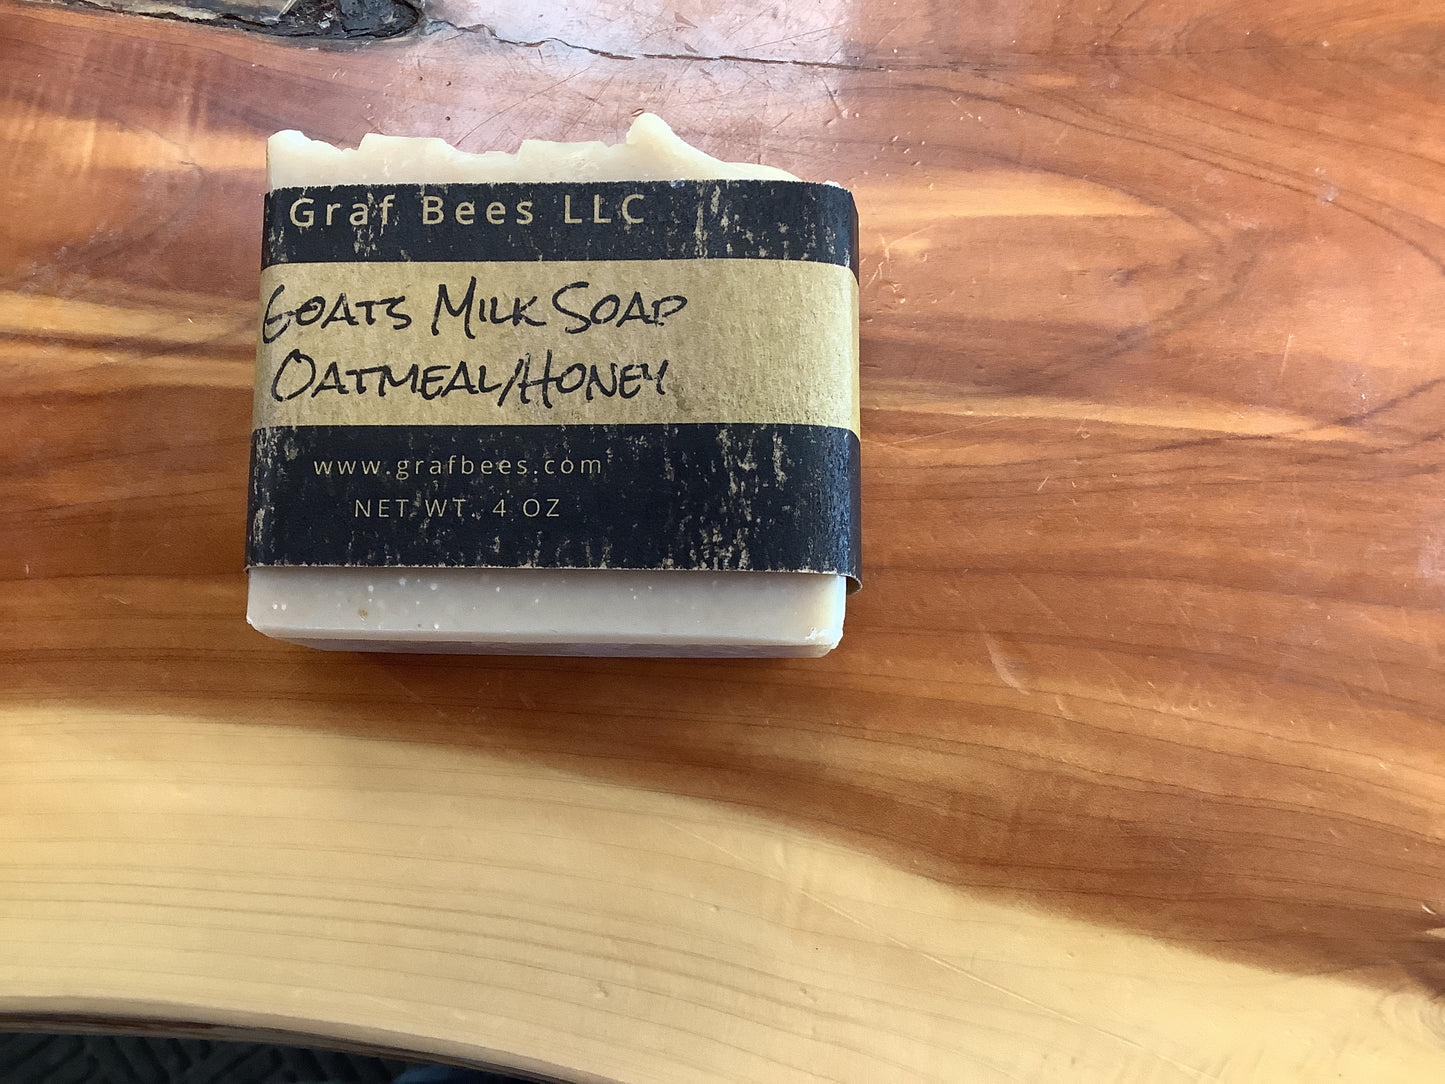 Graf Bees LLC
Goats Milk Soap
Oatmeal/Honey
www.grafbees.com
NET WT. 4 OZ